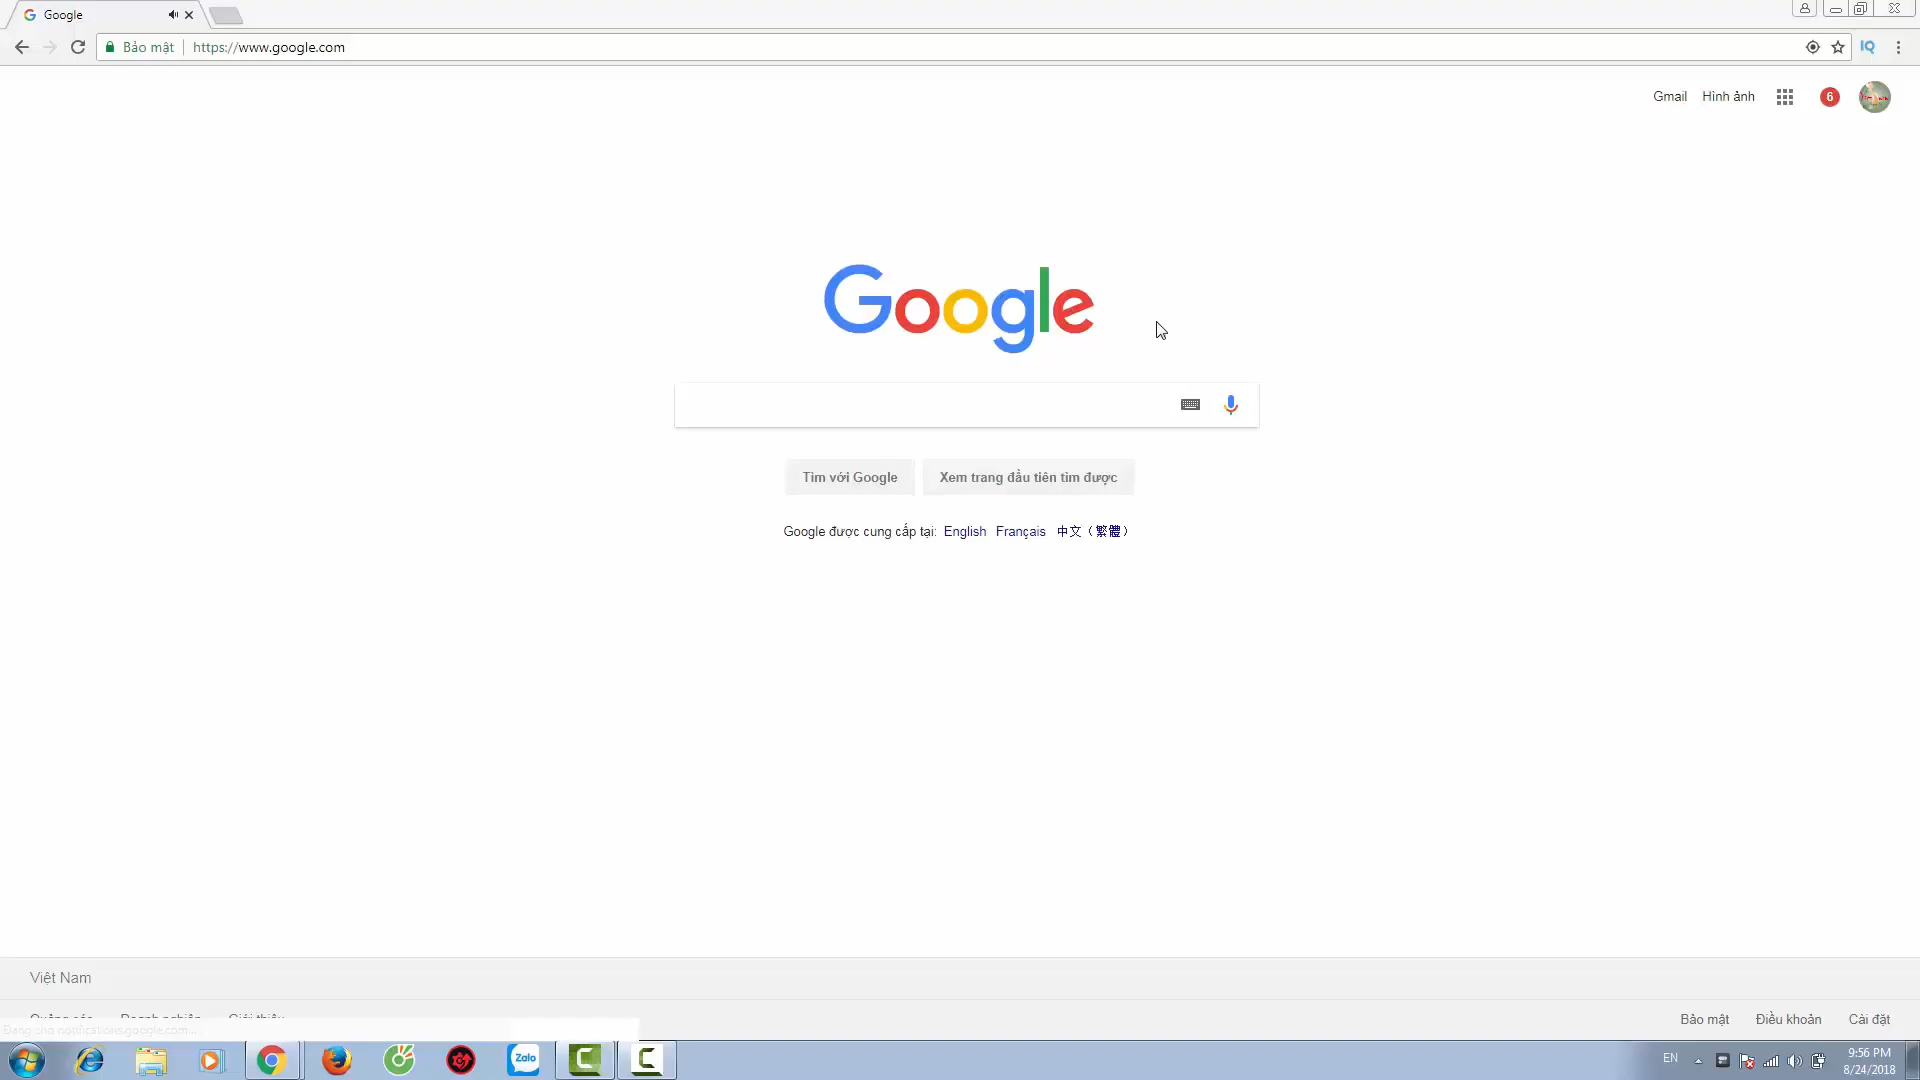 Google
Bảo mật https://www.google.com
IQ
Gmail Hình ảnh 6
Google
Tìm với Google Xem trang đầu tiên tìm được
Google được cung cấp tại: English Français 中文（繁體）
Việt Nam
Quảng cáo Doanh nghiệp Giới thiệu Bảo mật Điều khoản Cài đặt
Đang chờ notifications.google.com...
Zalo EN 9:56 PM
8/24/2018